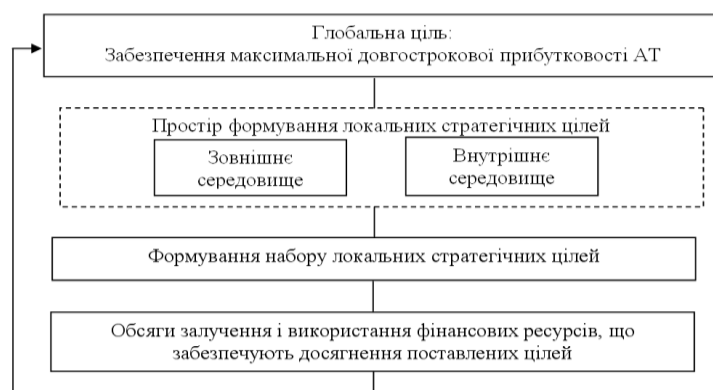 Глобальна ціль:
Забезпечення максимальної довгострокової прибутковості АТ
Простір формування локальних стратегічних цілей
Зовнішнє
середовище
Внутрішнє
середовище
Формування набору локальних стратегічних цілей
Обсяги залучення і використання фінансових ресурсів, що
забезпечують досягнення поставлених цілей